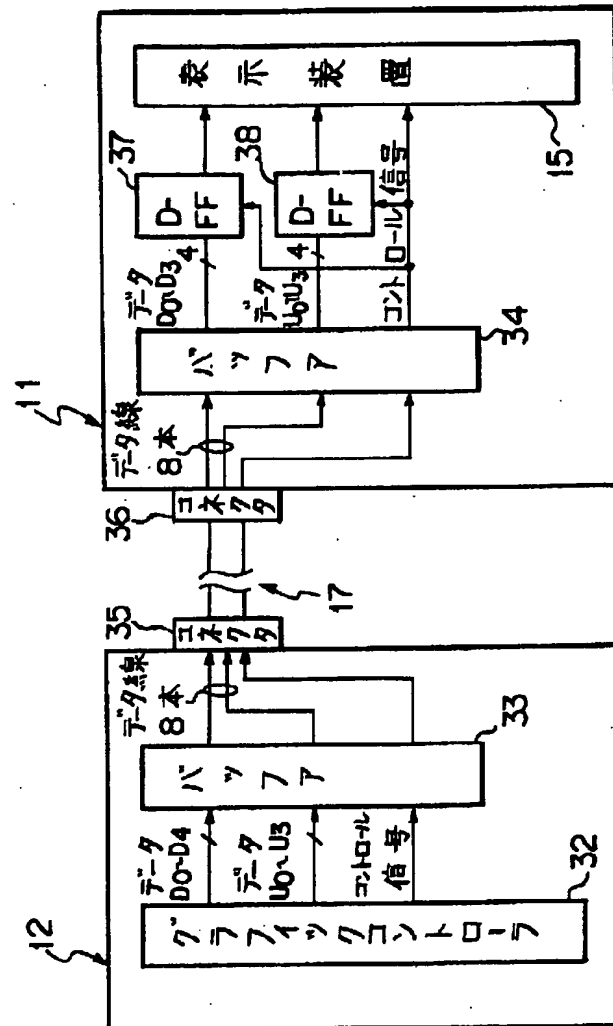 12
グラフィックコントローラ
32
データ
D0~D4
データ
U0~U3
コントロール
信号
バッファ
33
データ線
8本
35
コネクタ
17
36
コネクタ
11
データ線
8本
バッファ
34
データ
D0~D3
4
データ
U0~U3
4
コントロール信号
37
D-
FF
38
D-
FF
表示装置
15